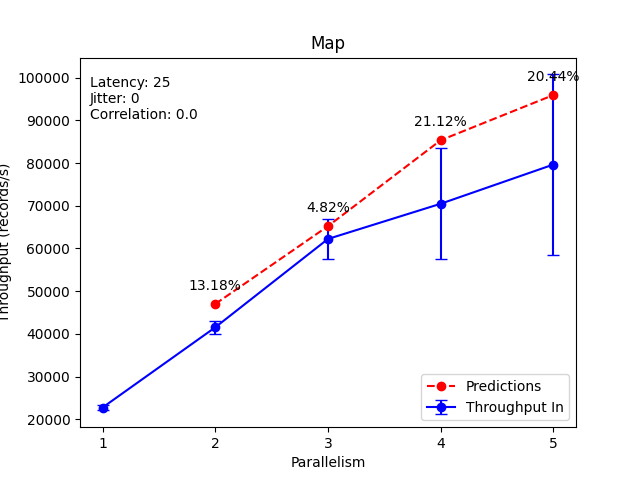 Map
Latency: 25
Jitter: 0
Correlation: 0.0
20.44%
21.12%
4.82%
13.18%
100000
90000
80000
70000
60000
50000
40000
30000
20000
Throughput (records/s)
Predictions
Throughput In
1 2 3 4 5
Parallelism